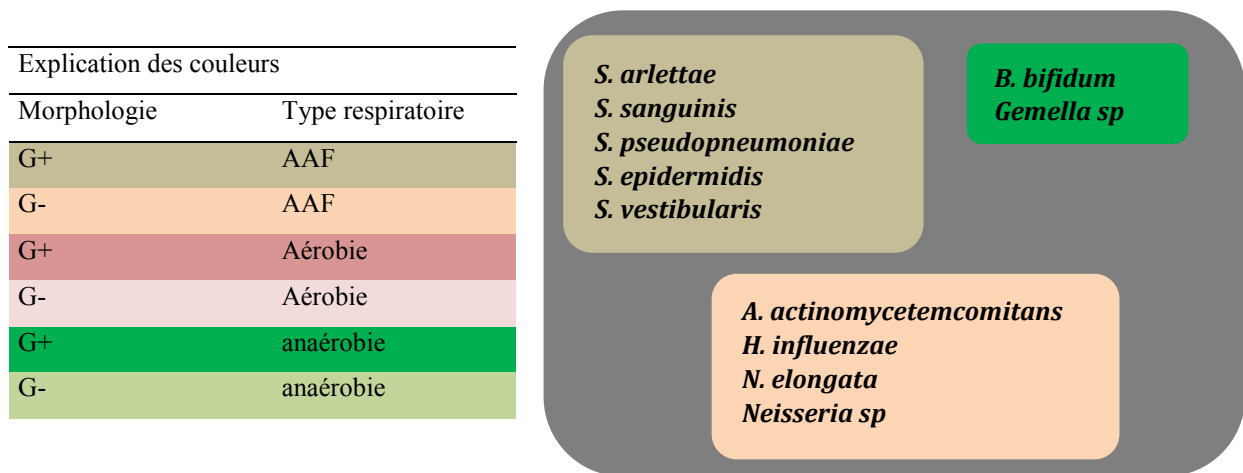 Explication des couleurs
Morphologie Type respiratoire
G+ AAF
G- AAF
G+ Aérobie
G- Aérobie
G+ anaérobie
G- anaérobie
S. arlettae
S. sanguinis
S. pseudopneumoniae
S. epidermidis
S. vestibularis
B. bifidum
Gemella sp
A. actinomycetemcomitans
H. influenzae
N. elongata
Neisseria sp